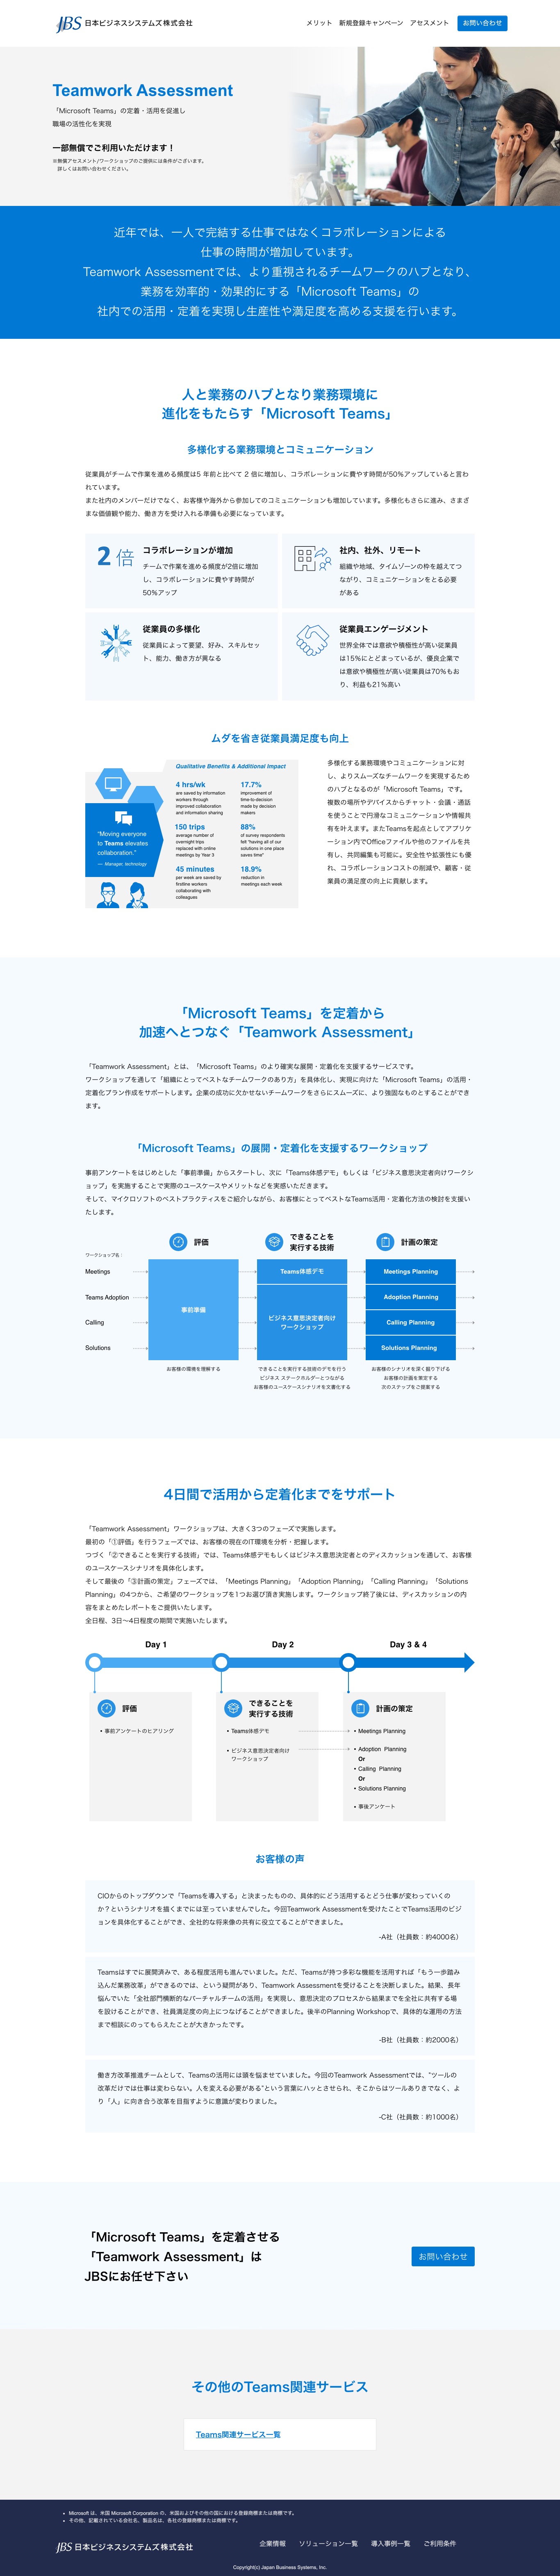 JBS 日本ビジネスシステムズ株式会社
メリット 新規登録キャンペーン アセスメント お問い合わせ
Teamwork Assessment
「Microsoft Teams」の定着・活用を促進し
職場の活性化を実現
一部無償でご利用いただけます！
※無償アセスメント/ワークショップのご提供には条件がございます。
詳しくはお問い合わせください。
近年では、一人で完結する仕事ではなくコラボレーションによる
仕事の時間が増加しています。
Teamwork Assessmentでは、より重視されるチームワークのハブとなり、
業務を効率的・効果的にする「Microsoft Teams」の
社内での活用・定着を実現し生産性や満足度を高める支援を行います。
人と業務のハブとなり業務環境に
進化をもたらす「Microsoft Teams」
多様化する業務環境とコミュニケーション
従業員がチームで作業を進める頻度は5 年前と比べて 2 倍に増加し、コラボレーションに費やす時間が50%アップしていると言わ
れています。
また社内のメンバーだけでなく、お客様や海外から参加してのコミュニケーションも増加しています。多様化もさらに進み、さまざ
まな価値観や能力、働き方を受け入れる準備も必要になっています。
2 倍
コラボレーションが増加
チームで作業を進める頻度が2倍に増加
し、コラボレーションに費やす時間が
50%アップ
社内、社外、リモート
組織や地域、タイムゾーンの枠を越えてつ
ながり、コミュニケーションをとる必要
がある
従業員の多様化
従業員によって要望、好み、スキルセッ
ト、能力、働き方が異なる
従業員エンゲージメント
世界全体では意欲や積極性が高い従業員
は15%にとどまっているが、優良企業で
は意欲や積極性が高い従業員は70%もお
り、利益も21%高い
ムダを省き従業員満足度も向上
Qualitative Benefits & Additional Impact
"Moving everyone
to Teams elevates
collaboration."
— Manager, technology
4 hrs/wk
are saved by information
workers through
improved collaboration
and information sharing
17.7%
improvement of
time-to-decision
made by decision
makers
150 trips
average number of
overnight trips
replaced with online
meetings by Year 3
88%
of survey respondents
felt "having all of our
solutions in one place
saves time"
45 minutes
per week are saved by
firstline workers
collaborating with
colleagues
18.9%
reduction in
meetings each week
多様化する業務環境やコミュニケーションに対
し、よりスムーズなチームワークを実現するため
のハブとなるのが「Microsoft Teams」です。
複数の場所やデバイスからチャット・会議・通話
を使うことで円滑なコミュニケーションや情報共
有を叶えます。またTeamsを起点としてアプリケ
ーション内でOfficeファイルや他のファイルを共
有し、共同編集も可能に。安全性や拡張性にも優
れ、コラボレーションコストの削減や、顧客・従
業員の満足度の向上に貢献します。
「Microsoft Teams」を定着から
加速へとつなぐ「Teamwork Assessment」
「Teamwork Assessment」とは、「Microsoft Teams」のより確実な展開・定着化を支援するサービスです。
ワークショップを通して「組織にとってベストなチームワークのあり方」を具体化し、実現に向けた「Microsoft Teams」の活用・
定着化プラン作成をサポートします。企業の成功に欠かせないチームワークをさらにスムーズに、より強固なものとすることができ
ます。
「Microsoft Teams」の展開・定着化を支援するワークショップ
事前アンケートをはじめとした「事前準備」からスタートし、次に「Teams体感デモ」もしくは「ビジネス意思決定者向けワークシ
ョップ」を実施することで実際のユースケースやメリットなどを実感いただきます。
そして、マイクロソフトのベストプラクティスをご紹介しながら、お客様にとってベストなTeams活用・定着化方法の検討を支援い
たします。
評価
できることを
実行する技術
計画の策定
ワークショップ名：
Meetings
Teams Adoption
Calling
Solutions
事前準備
Teams体感デモ
ビジネス意思決定者向け
ワークショップ
Meetings Planning
Adoption Planning
Calling Planning
Solutions Planning
お客様の環境を理解する
できることを実行する技術のデモを行う
ビジネス ステークホルダーとつながる
お客様のユースケースシナリオを文書化する
お客様のシナリオを深く掘り下げる
お客様の計画を策定する
次のステップをご提案する
4日間で活用から定着化までをサポート
「Teamwork Assessment」ワークショップは、大きく3つのフェーズで実施します。
最初の「①評価」を行うフェーズでは、お客様の現在のIT環境を分析・把握します。
つづく「②できることを実行する技術」では、Teams体感デモもしくはビジネス意思決定者とのディスカッションを通して、お客様
のユースケースシナリオを具体化します。
そして最後の「③計画の策定」フェーズでは、「Meetings Planning」「Adoption Planning」「Calling Planning」「Solutions
Planning」の4つから、ご希望のワークショップを1つお選び頂き実施します。ワークショップ終了後には、ディスカッションの内
容をまとめたレポートをご提供いたします。
全日程、3日〜4日程度の期間で実施いたします。
Day 1 Day 2 Day 3 & 4
評価
• 事前アンケートのヒアリング
できることを
実行する技術
• Teams体感デモ
• ビジネス意思決定者向け
ワークショップ
計画の策定
• Meetings Planning
• Adoption Planning
Or
• Calling Planning
Or
• Solutions Planning
• 事後アンケート
お客様の声
CIOからのトップダウンで「Teamsを導入する」と決まったものの、具体的にどう活用するとどう仕事が変わっていくの
か？というシナリオを描くまでには至っていませんでした。今回Teamwork Assessmentを受けたことでTeams活用のビジ
ョンを具体化することができ、全社的な将来像の共有に役立てることができました。
-A社（社員数：約4000名）
Teamsはすでに展開済みで、ある程度活用も進んでいました。ただ、Teamsが持つ多彩な機能を活用すれば「もう一歩踏み
込んだ業務改革」ができるのでは、という疑問があり、Teamwork Assessmentを受けることを決断しました。結果、長年
悩んでいた「全社部門横断的なバーチャルチームの活用」を実現し、意思決定のプロセスから結果までを全社に共有する場
を設けることができ、社員満足度の向上につなげることができました。後半のPlanning Workshopで、具体的な運用の方法
まで相談にのってもらえたことが大きかったです。
-B社（社員数：約2000名）
働き方改革推進チームとして、Teamsの活用には頭を悩ませていました。今回のTeamwork Assessmentでは、"ツールの
改革だけでは仕事は変わらない。人を変える必要がある"という言葉にハッとさせられ、そこからはツールありきでなく、よ
り「人」に向き合う改革を目指すように意識が変わりました。
-C社（社員数：約1000名）
「Microsoft Teams」を定着させる
「Teamwork Assessment」は
JBSにお任せ下さい
お問い合わせ
その他のTeams関連サービス
Teams関連サービス一覧
• Microsoft は、米国 Microsoft Corporation の、米国およびその他の国における登録商標または商標です。
• その他、記載されている会社名、製品名は、各社の登録商標または商標です。
JBS 日本ビジネスシステムズ株式会社
企業情報 ソリューション一覧 導入事例一覧 ご利用条件
Copyright(c) Japan Business Systems, Inc.